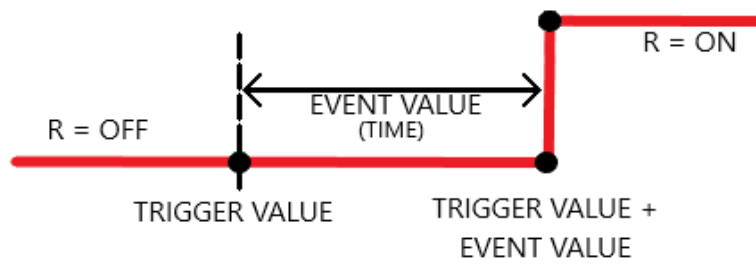 R = ON
EVENT VALUE
(TIME)
R = OFF
TRIGGER VALUE
TRIGGER VALUE +
EVENT VALUE